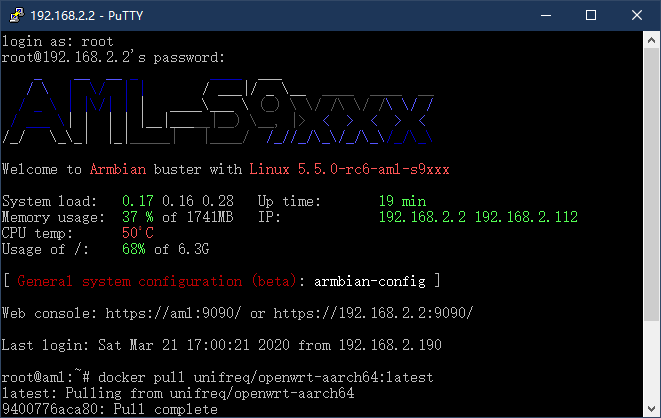 192.168.2.2 - PuTTY
login as: root
root@192.168.2.2's password:
AML-S9xxx
Welcome to Armbian buster with Linux 5.5.0-rc6-aml-s9xxx
System load: 0.17 0.16 0.28 Up time: 19 min
Memory usage: 37 % of 1741MB IP: 192.168.2.2 192.168.2.112
CPU temp: 50°C
Usage of /: 68% of 6.3G
[ General system configuration (beta): armbian-config ]
Web console: https://aml:9090/ or https://192.168.2.2:9090/
Last login: Sat Mar 21 17:00:21 2020 from 192.168.2.190
root@aml:~# docker pull unifreq/openwrt-aarch64:latest
latest: Pulling from unifreq/openwrt-aarch64
9400776aca80: Pull complete